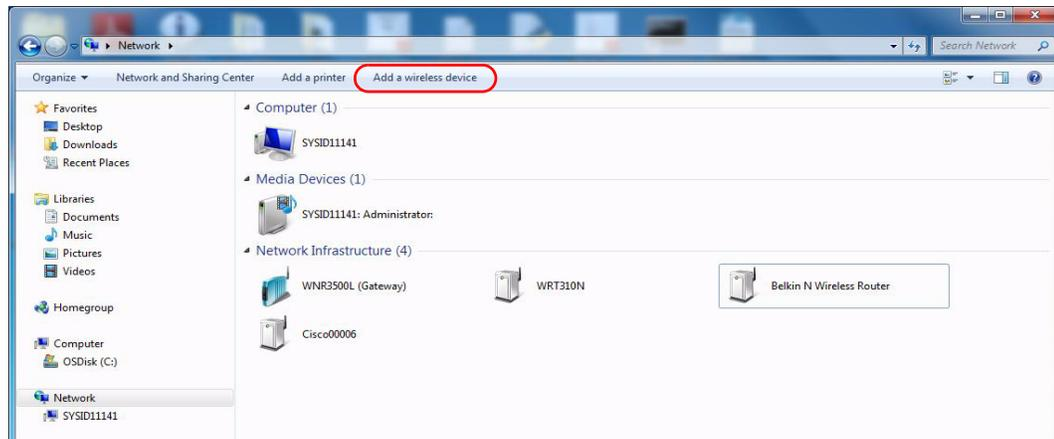 Network
Search Network
Organize Network and Sharing Center Add a printer Add a wireless device
Favorites
Desktop
Downloads
Recent Places
Libraries
Documents
Music
Pictures
Videos
Homegroup
Computer
OSDisk (C:)
Network
SYSID11141
Computer (1)
SYSID11141
Media Devices (1)
SYSID11141: Administrator:
Network Infrastructure (4)
WNR3500L (Gateway)
WRT310N
Belkin N Wireless Router
Cisco00006